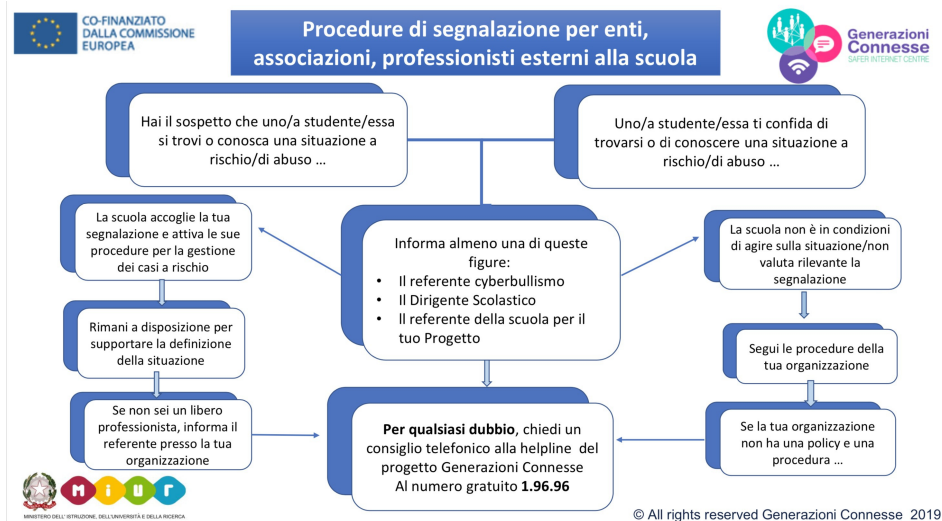 CO-FINANZIATO
DALLA COMMISSIONE
EUROPEA
Procedure di segnalazione per enti,
associazioni, professionisti esterni alla scuola
Generazioni
Connesse
SAFER INTERNET CENTRE
Hai il sospetto che uno/a studente/essa
si trovi o conosca una situazione a
rischio/di abuso ...
Uno/a studente/essa ti confida di
trovarsi o di conoscere una situazione a
rischio/di abuso ...
La scuola accoglie la tua
segnalazione e attiva le sue
procedure per la gestione
dei casi a rischio
Informa almeno una di queste
figure:
• Il referente cyberbullismo
• Il Dirigente Scolastico
• Il referente della scuola per il
tuo Progetto
La scuola non è in condizioni
di agire sulla situazione/non
valuta rilevante la
segnalazione
Rimani a disposizione per
supportare la definizione
della situazione
Segui le procedure della
tua organizzazione
Se non sei un libero
professionista, informa il
referente presso la tua
organizzazione
Per qualsiasi dubbio, chiedi un
consiglio telefonico alla helpline del
progetto Generazioni Connesse
Al numero gratuito 1.96.96
Se la tua organizzazione
non ha una policy e una
procedura ...
miur
MINISTERO DELL' ISTRUZIONE, DELL'UNIVERSITÀ E DELLA RICERCA
© All rights reserved Generazioni Connesse 2019